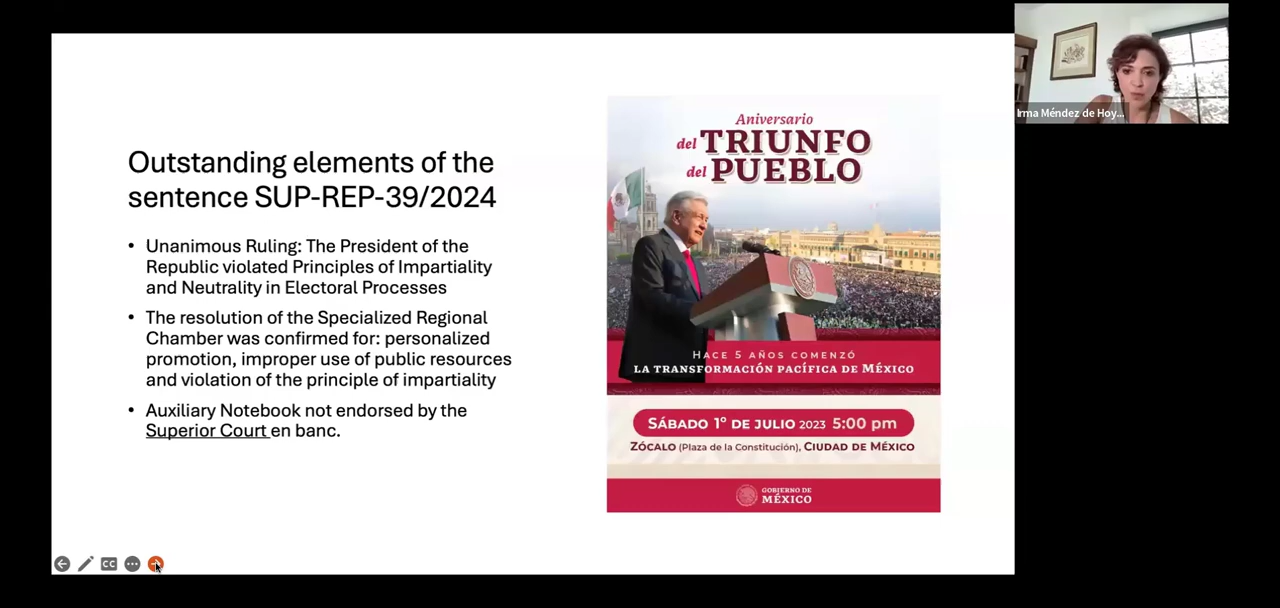 Outstanding elements of the
sentence SUP-REP-39/2024
• Unanimous Ruling: The President of the
Republic violated Principles of Impartiality
and Neutrality in Electoral Processes
• The resolution of the Specialized Regional
Chamber was confirmed for: personalized
promotion, improper use of public resources
and violation of the principle of impartiality
• Auxiliary Notebook not endorsed by the
Superior Court en banc.
Aniversario
del TRIUNFO
del PUEBLO
HACE 5 AÑOS COMENZÓ
LA TRANSFORMACIÓN PACÍFICA DE MÉXICO
SÁBADO 1º DE JULIO 2023 5:00 pm
ZÓCALO (Plaza de la Constitución), CIUDAD DE MÉXICO
GOBIERNO DE
MÉXICO
Irma Méndez de Hoy...
CC